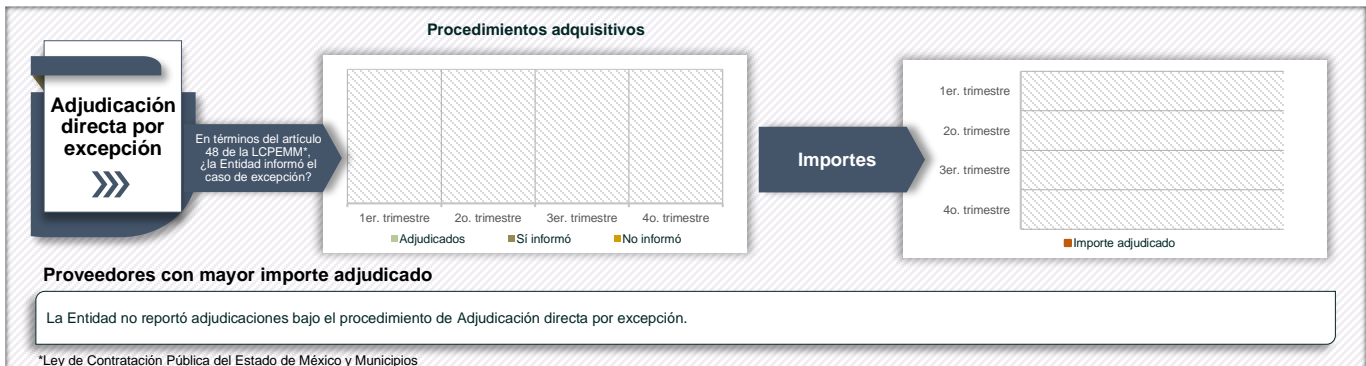 Procedimientos adquisitivos
Adjudicación
directa por
excepción
En términos del artículo
48 de la LCPEMM*,
¿la Entidad informó el
caso de excepción?
1er. trimestre 2o. trimestre 3er. trimestre 4o. trimestre
Adjudicados Sí informó No informó
Importes
1er. trimestre
2o. trimestre
3er. trimestre
4o. trimestre
Importe adjudicado
Proveedores con mayor importe adjudicado
La Entidad no reportó adjudicaciones bajo el procedimiento de Adjudicación directa por excepción.
*Ley de Contratación Pública del Estado de México y Municipios